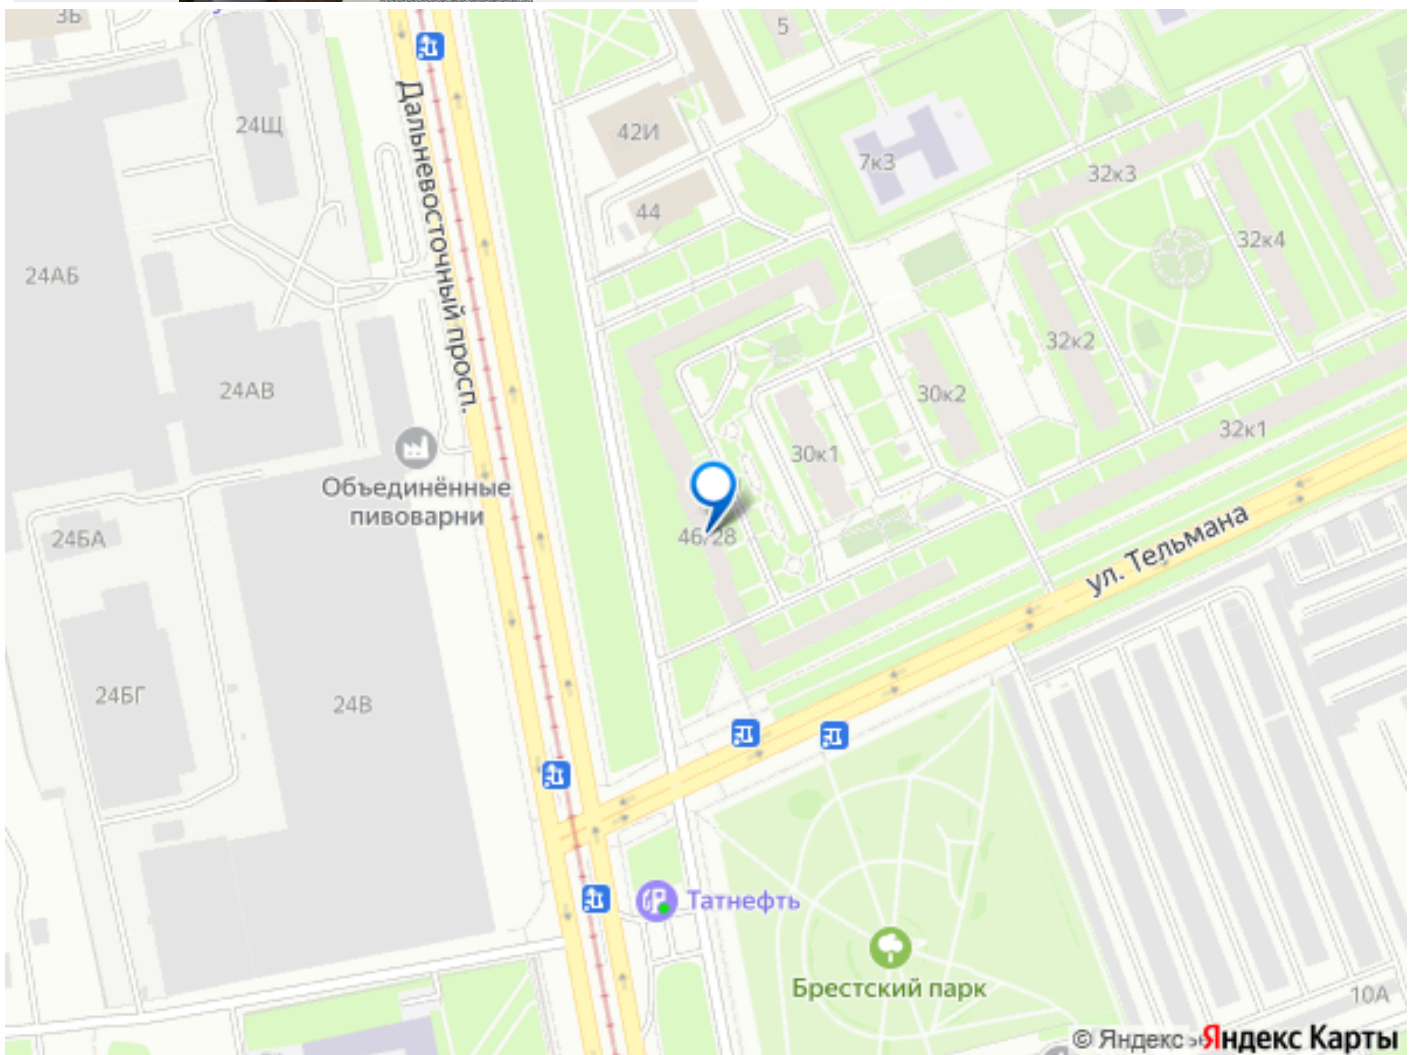 3Б
5
24Щ
42И
7к3
32к3
Дальневосточный просп.
44
32к4
24АБ
32к2
24АВ
30к2
32к1
30к1
Объединённые
пивоварни
24БА
46/28
ул. Тельмана
24БГ
24В
Татнефть
Брестский парк
10А
© Яндекс
Яндекс Карты